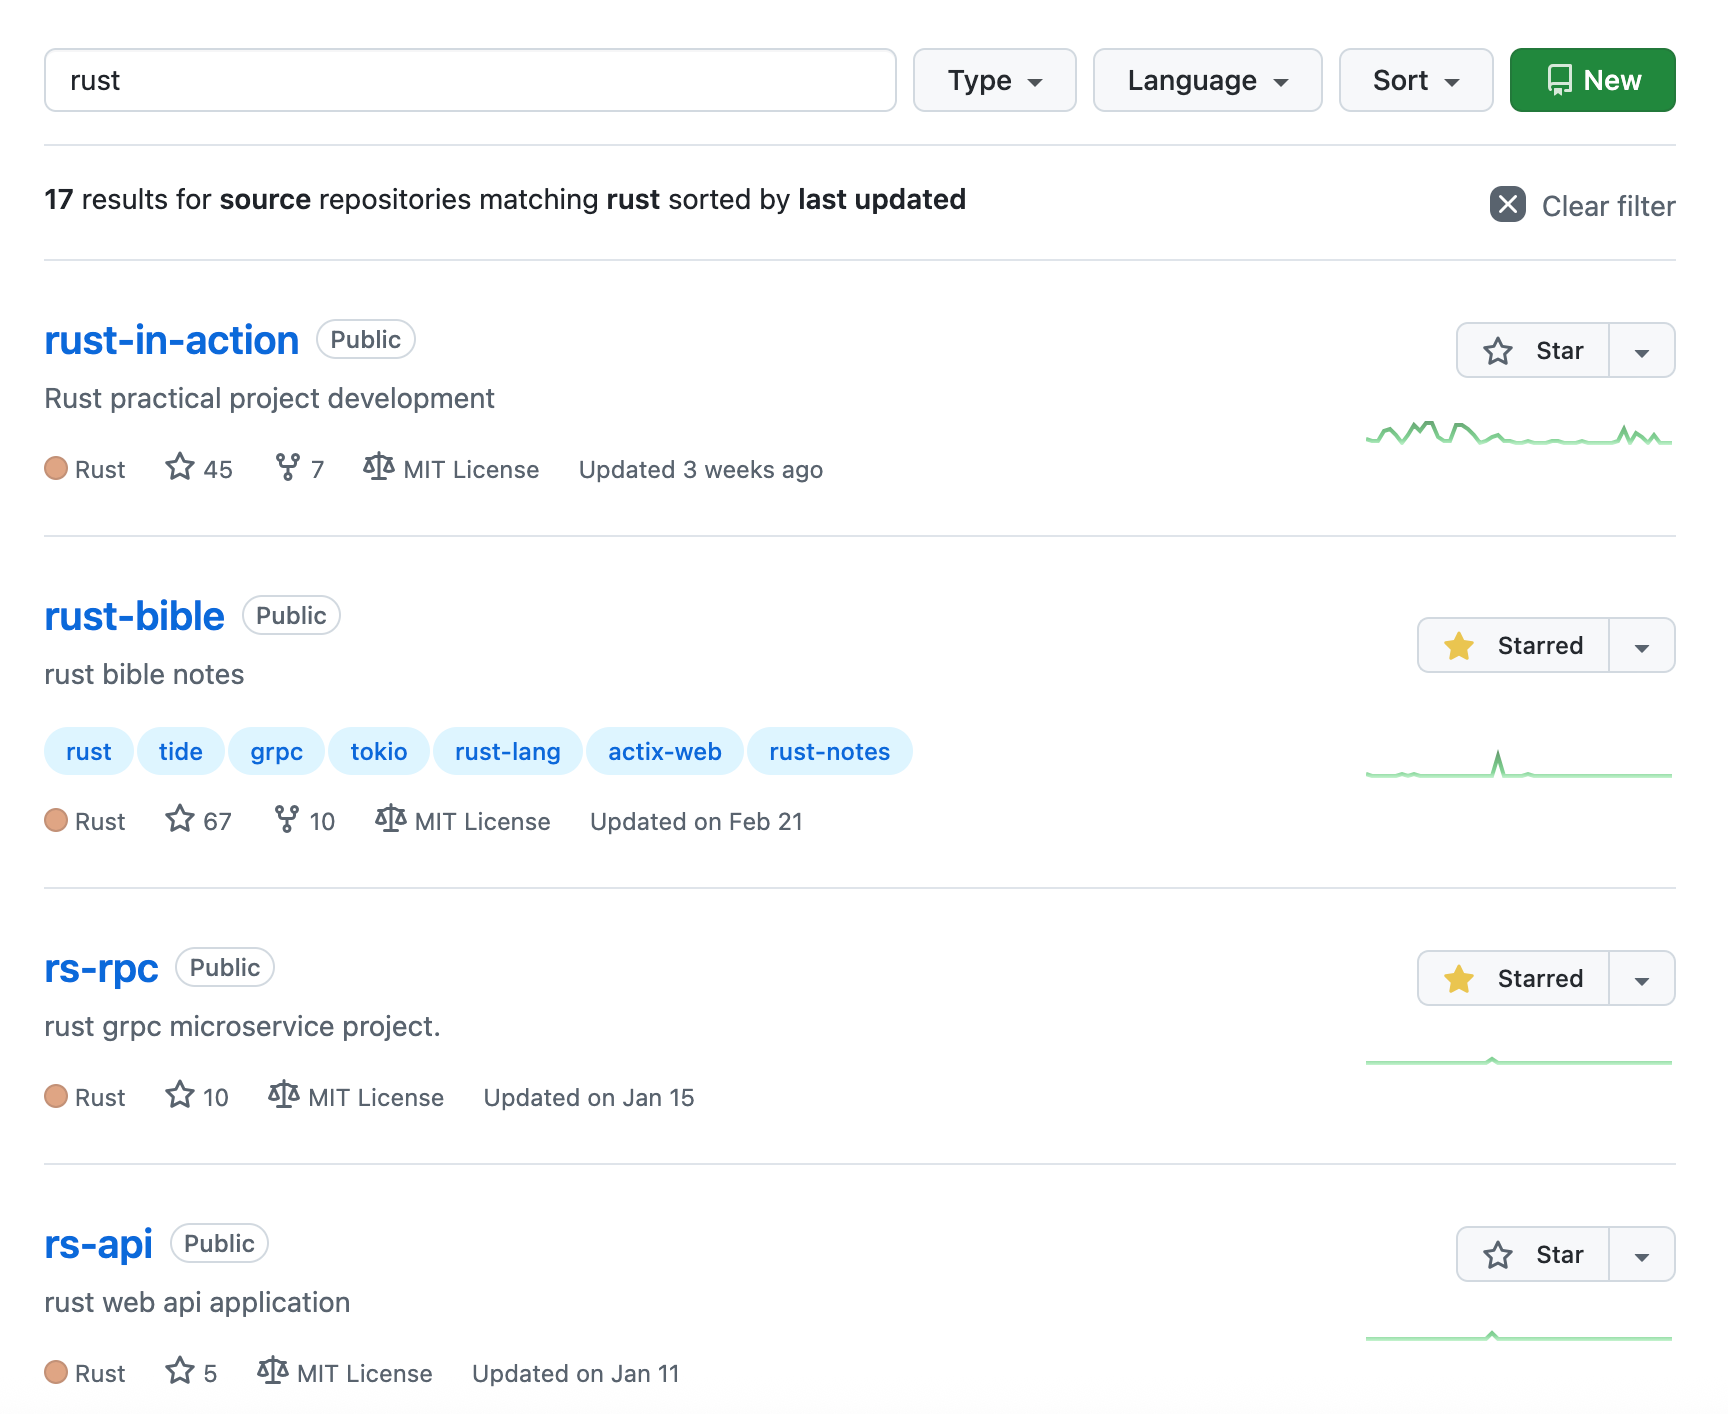 rust
Type
Language
Sort
New
17 results for source repositories matching rust sorted by last updated
Clear filter
rust-in-action Public
Star
Rust practical project development
Rust 45 7 MIT License Updated 3 weeks ago
rust-bible Public
Starred
rust bible notes
rust tide grpc tokio rust-lang actix-web rust-notes
Rust 67 10 MIT License Updated on Feb 21
rs-rpc Public
Starred
rust grpc microservice project.
Rust 10 MIT License Updated on Jan 15
rs-api Public
Star
rust web api application
Rust 5 MIT License Updated on Jan 11